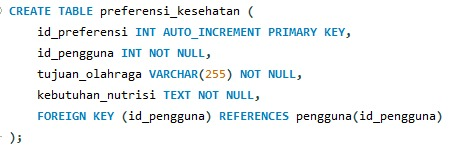 CREATE TABLE preferensi_kesehatan (
    id_preferensi INT AUTO_INCREMENT PRIMARY KEY,
    id_pengguna INT NOT NULL,
    tujuan_olahraga VARCHAR(255) NOT NULL,
    kebutuhan_nutrisi TEXT NOT NULL,
    FOREIGN KEY (id_pengguna) REFERENCES pengguna(id_pengguna)
);